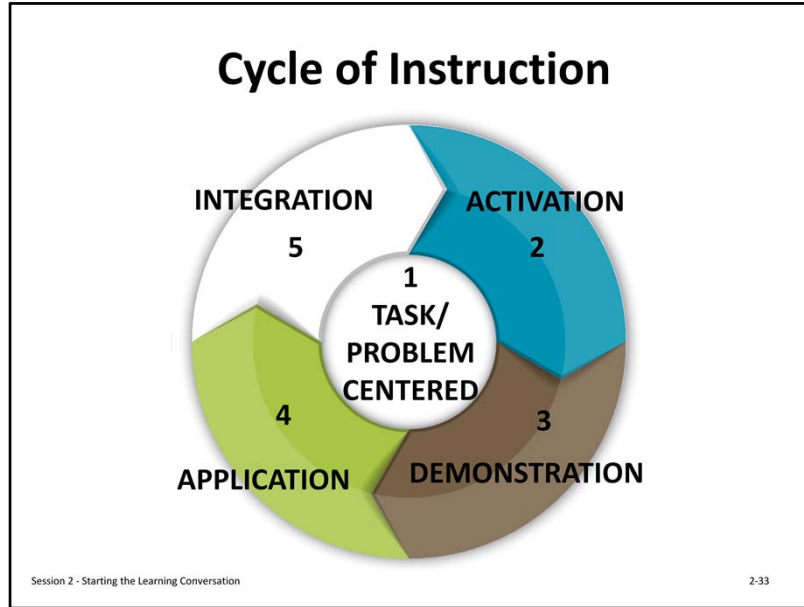 Cycle of Instruction
INTEGRATION
5
ACTIVATION
2
1
TASK/
PROBLEM
CENTERED
4
APPLICATION
3
DEMONSTRATION
Session 2 - Starting the Learning Conversation
2-33